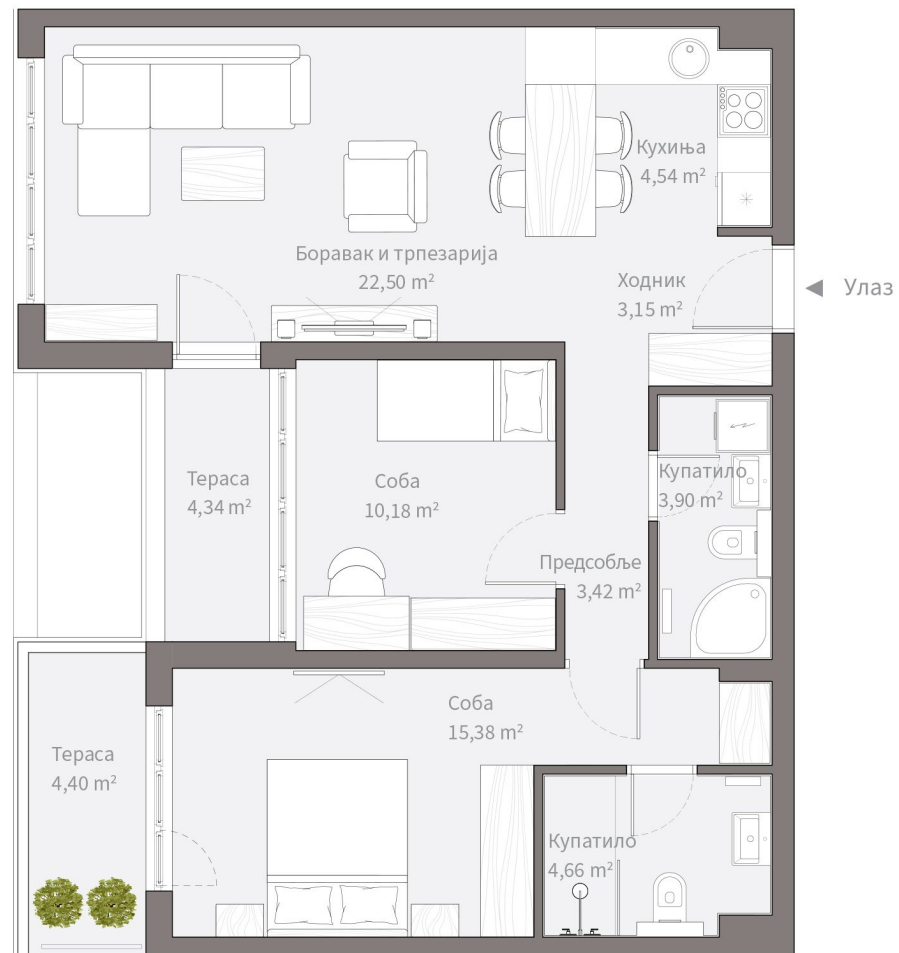 Кухиња
4,54 m²
Боравак и трпезарија
22,50 m²
Ходник
3,15 m²
◀ Улаз
Тераса
4,34 m²
Соба
10,18 m²
Купатило
3,90 m²
Предсобље
3,42 m²
Соба
15,38 m²
Тераса
4,40 m²
Купатило
4,66 m²